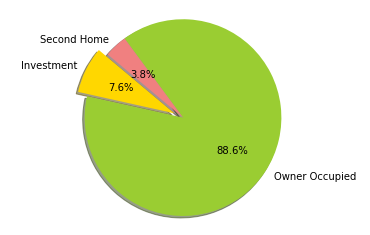 Second Home
Investment
3.8%
7.6%
88.6%
Owner Occupied